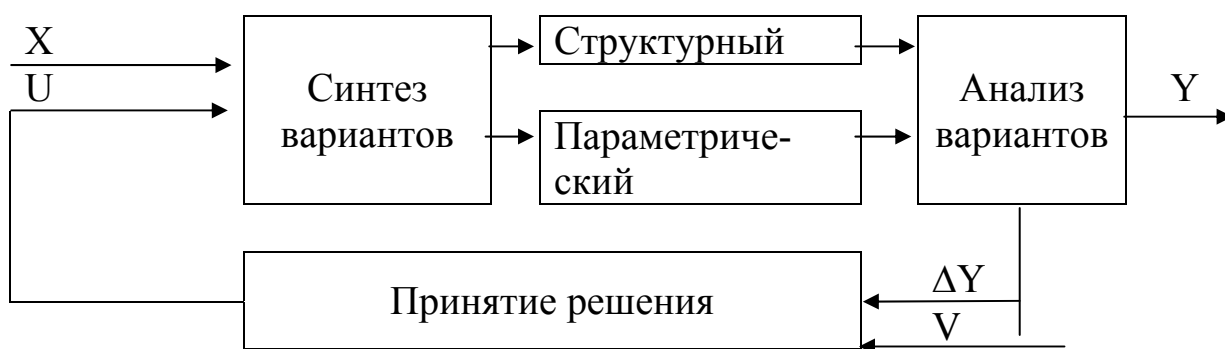 X
U
Синтез
вариантов
Структурный
Параметриче-
ский
Анализ
вариантов
Y
Принятие решения
ΔY
V